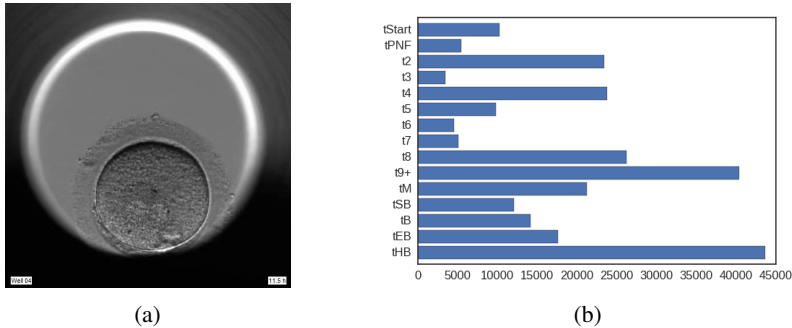 Well 04
11.5 h
(a)
tStart
tPNF
t2
t3
t4
t5
t6
t7
t8
t9+
tM
tSB
tB
tEB
tHB
0 5000 10000 15000 20000 25000 30000 35000 40000 45000
(b)